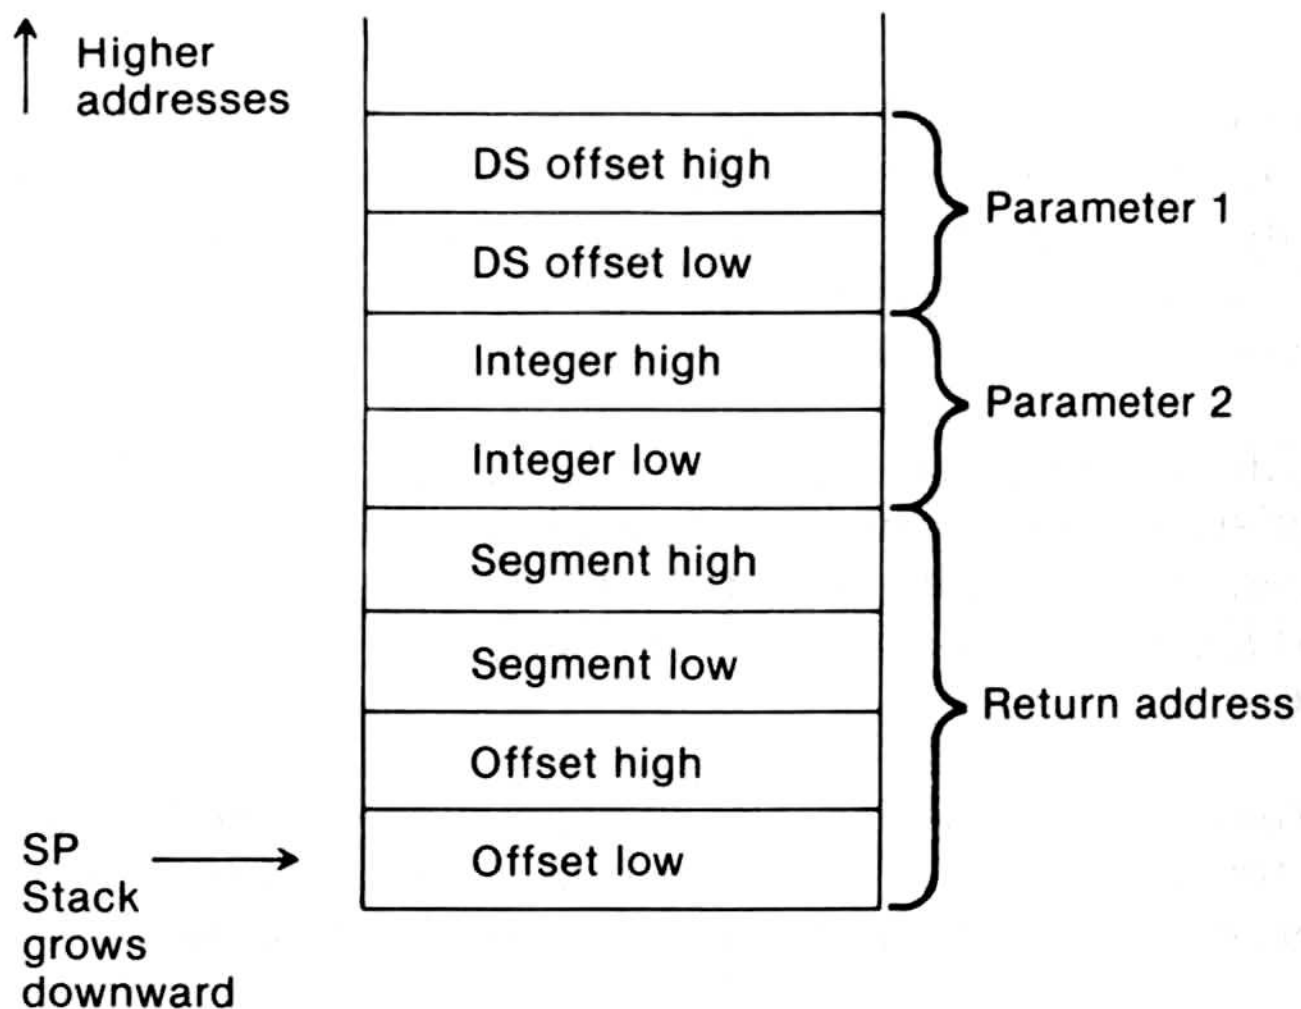 Higher
addresses
DS offset high
DS offset low
Parameter 1
Integer high
Integer low
Parameter 2
Segment high
Segment low
Offset high
Offset low
Return address
SP
Stack
grows
downward